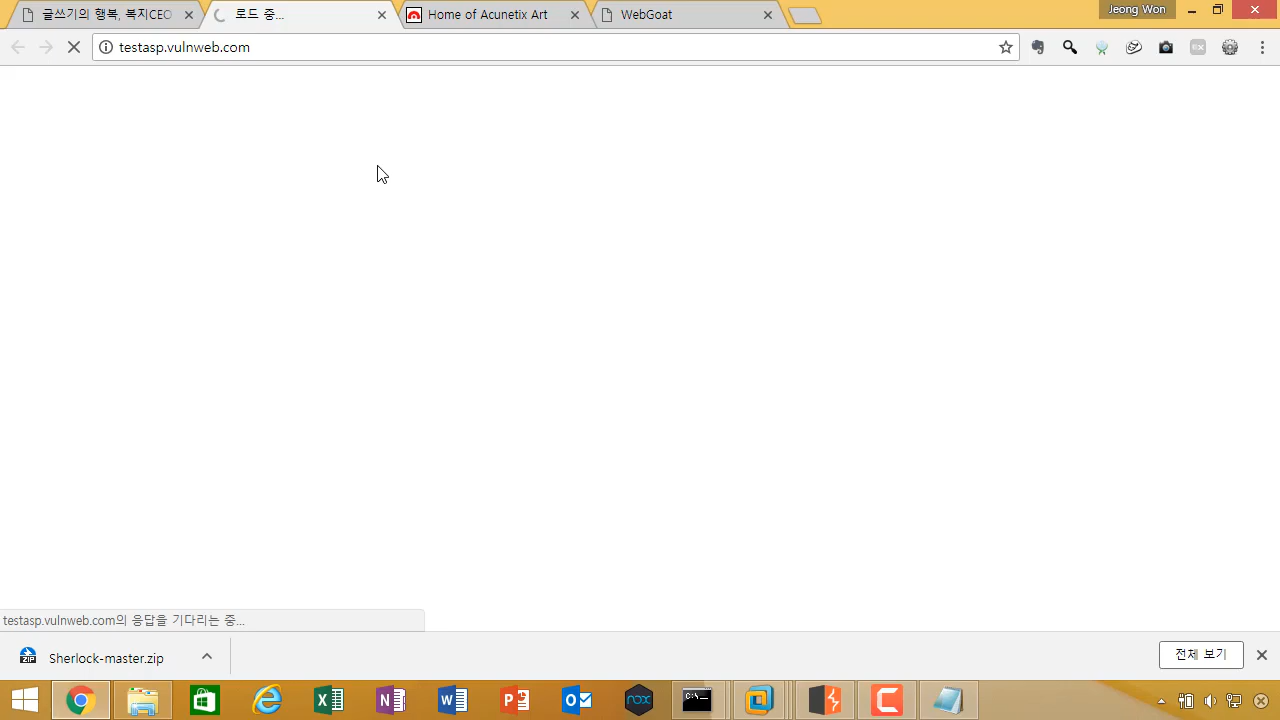 글쓰기의 행복, 복지CEO
로드 중...
Home of Acunetix Art
WebGoat
Jeong Won
testasp.vulnweb.com
testasp.vulnweb.com의 응답을 기다리는 중...
ZIP
Sherlock-master.zip
전체 보기
nox
C:\_